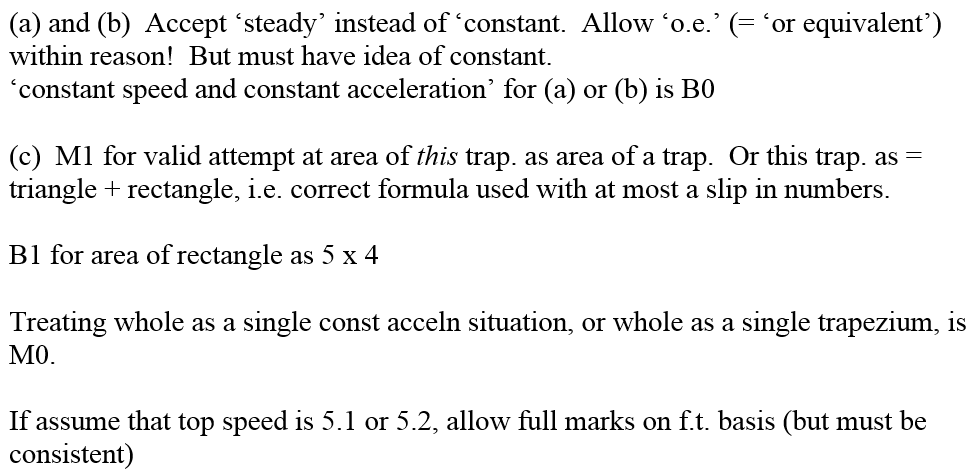 (a) and (b)  Accept ‘steady’ instead of ‘constant.  Allow ‘o.e.’ (= ‘or equivalent’)
within reason!  But must have idea of constant.
‘constant speed and constant acceleration’ for (a) or (b) is B0
(c)  M1 for valid attempt at area of this trap. as area of a trap.  Or this trap. as =
triangle + rectangle, i.e. correct formula used with at most a slip in numbers.
B1 for area of rectangle as 5 x 4
Treating whole as a single const acceln situation, or whole as a single trapezium, is
M0.
If assume that top speed is 5.1 or 5.2, allow full marks on f.t. basis (but must be
consistent)